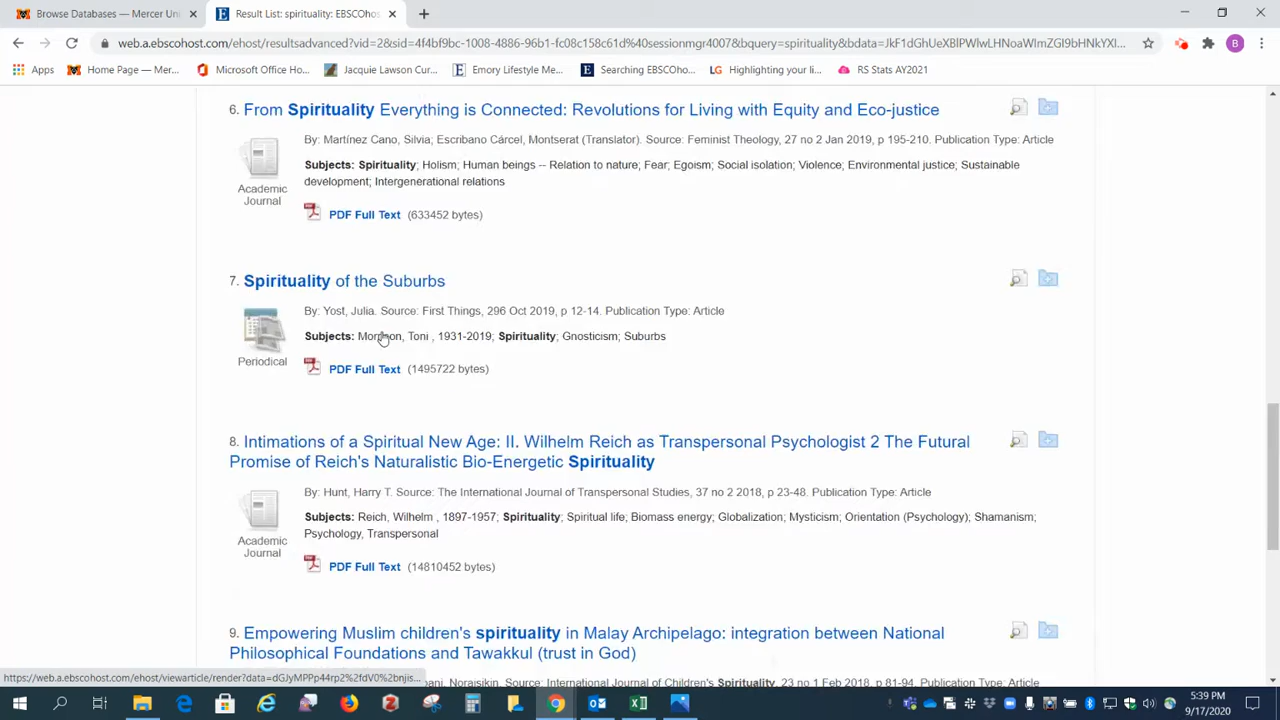 Browse Databases — Mercer Uni
Result List: spirituality: EBSCOhos
web.a.ebscohost.com/ehost/resultsadvanced?vid=2&sid=4f4bf9bc-1008-4886-96b1-fc08c158c61d%40sessionmgr4007&bquery=spirituality&bdata=JkF1dGhUeXBlPWlwLHNoaWImZGI9bHNkYXI...
B
Apps
Home Page — Mer...
Microsoft Office Ho...
Jacquie Lawson Cur...
Emory Lifestyle Me...
Searching EBSCOho...
LG Highlighting your li...
RS Stats AY2021
6. From Spirituality Everything is Connected: Revolutions for Living with Equity and Eco-justice
By: Martínez Cano, Silvia; Escribano Cárcel, Montserat (Translator). Source: Feminist Theology, 27 no 2 Jan 2019, p 195-210. Publication Type: Article
Subjects: Spirituality; Holism; Human beings -- Relation to nature; Fear; Egoism; Social isolation; Violence; Environmental justice; Sustainable
development; Intergenerational relations
Academic
Journal
PDF Full Text (633452 bytes)
7. Spirituality of the Suburbs
By: Yost, Julia. Source: First Things, 296 Oct 2019, p 12-14. Publication Type: Article
Subjects: Morrison, Toni , 1931-2019; Spirituality; Gnosticism; Suburbs
Periodical
PDF Full Text (1495722 bytes)
8. Intimations of a Spiritual New Age: II. Wilhelm Reich as Transpersonal Psychologist 2 The Futural
Promise of Reich's Naturalistic Bio-Energetic Spirituality
By: Hunt, Harry T. Source: The International Journal of Transpersonal Studies, 37 no 2 2018, p 23-48. Publication Type: Article
Subjects: Reich, Wilhelm , 1897-1957; Spirituality; Spiritual life; Biomass energy; Globalization; Mysticism; Orientation (Psychology); Shamanism;
Psychology, Transpersonal
Academic
Journal
PDF Full Text (14810452 bytes)
9. Empowering Muslim children's spirituality in Malay Archipelago: integration between National
Philosophical Foundations and Tawakkul (trust in God)
Noraisikin. Source: International Journal of Children's Spirituality, 23 no 1 Feb 2018, p 81-94. Publication Type: Article
https://web.a.ebscohost.com/ehost/viewarticle/render?data=dGJyMPPp44rp2%2fdV0%2bnjis...
5:39 PM
9/17/2020